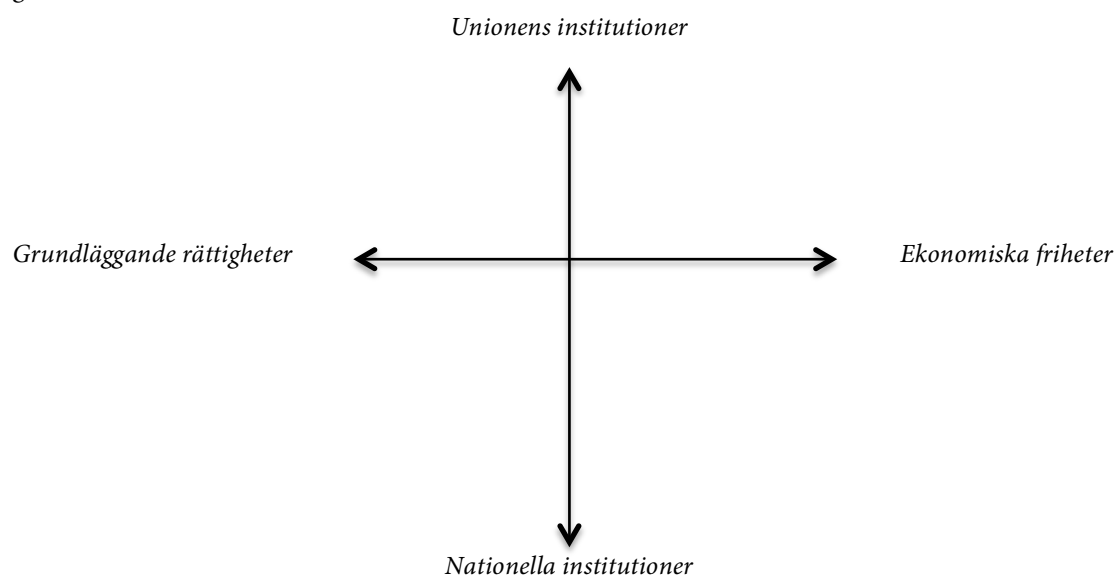 Unionens institutioner
Grundläggande rättigheter
Ekonomiska friheter
Nationella institutioner